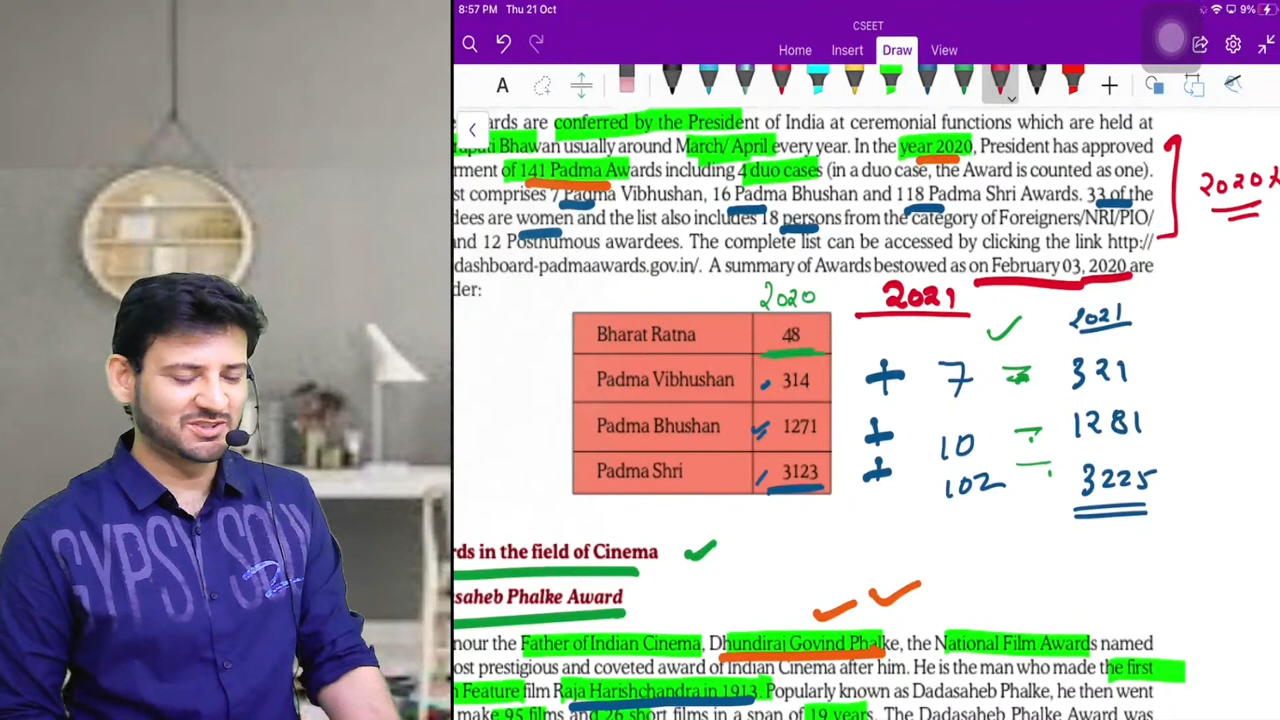 8:57 PM Thu 21 Oct
9%
CSEET
Home Insert Draw View
A
ards are conferred by the President of India at ceremonial functions which are held at
rapati Bhawan usually around March/ April every year. In the year 2020, President has approved
rment of 141 Padma Awards including 4 duo cases (in a duo case, the Award is counted as one).
st comprises 7 Padma Vibhushan, 16 Padma Bhushan and 118 Padma Shri Awards. 33 of the
dees are women and the list also includes 18 persons from the category of Foreigners/NRI/PIO/
and 12 Posthumous awardees. The complete list can be accessed by clicking the link http://
dashboard-padmaawards.gov.in/. A summary of Awards bestowed as on February 03, 2020 are
der:
2020
2020
2021
2021
Bharat Ratna 48
Padma Vibhushan 314 + 7 = 321
Padma Bhushan 1271 + 10 = 1281
Padma Shri 3123 + 102 = 3225
rds in the field of Cinema
saheb Phalke Award
nour the Father of Indian Cinema, Dhundiraj Govind Phalke, the National Film Awards named
ost prestigious and coveted award of Indian Cinema after him. He is the man who made the first
n Feature film Raja Harishchandra in 1913. Popularly known as Dadasaheb Phalke, he then went
make 95 films and 26 short films in a span of 19 years. The Dadasaheb Phalke Award was
GYPSY SOUL